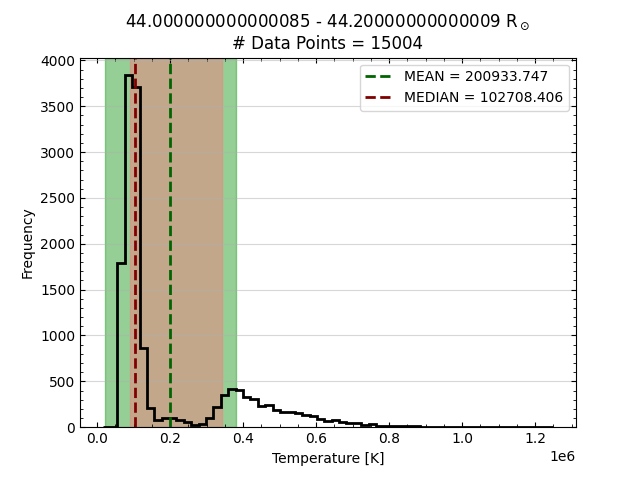 44.000000000000085 - 44.20000000000009 R⊙
# Data Points = 15004
MEAN = 200933.747
MEDIAN = 102708.406
Frequency
4000
3500
3000
2500
2000
1500
1000
500
0
0.0 0.2 0.4 0.6 0.8 1.0 1.2
1e6
Temperature [K]